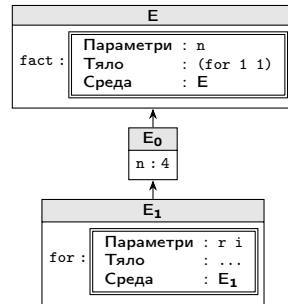 E
Параметри : n
fact : Тяло : (for 1 1)
Среда : E
E₀
n : 4
E₁
Параметри : r i
for : Тяло : ...
Среда : E₁